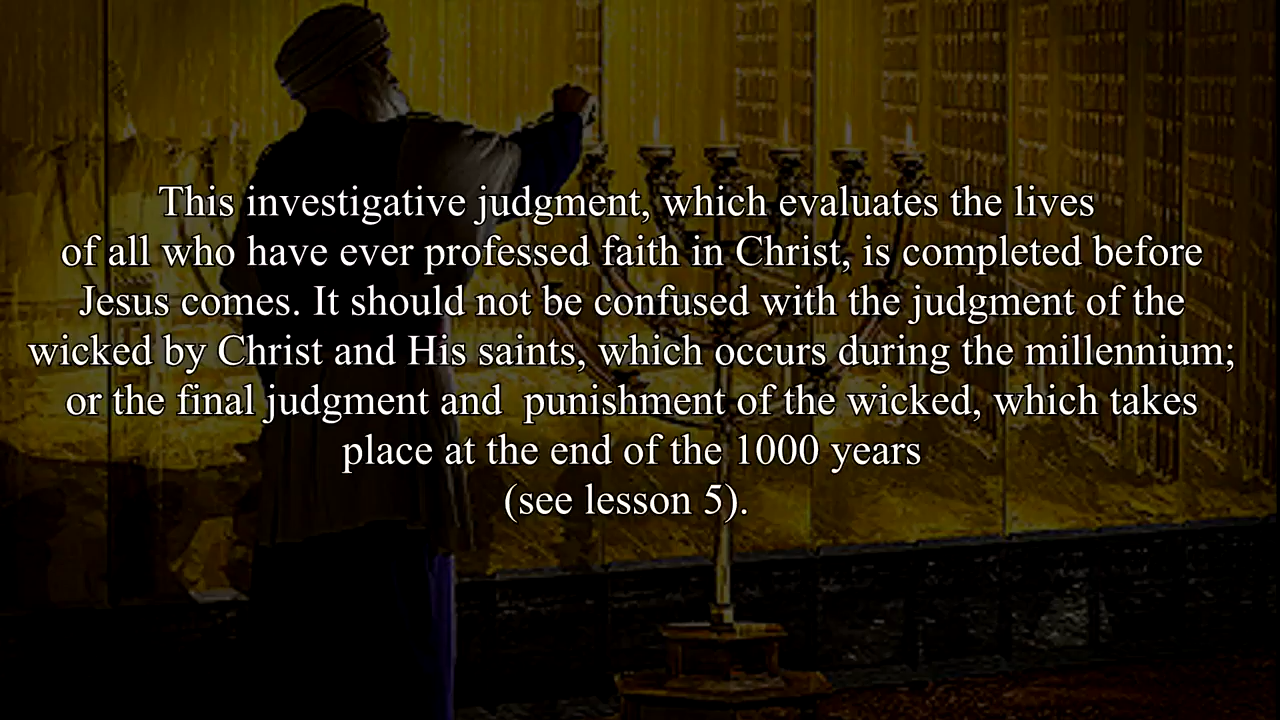 This investigative judgment, which evaluates the lives
of all who have ever professed faith in Christ, is completed before
Jesus comes. It should not be confused with the judgment of the
wicked by Christ and His saints, which occurs during the millennium;
or the final judgment and  punishment of the wicked, which takes
place at the end of the 1000 years
(see lesson 5).